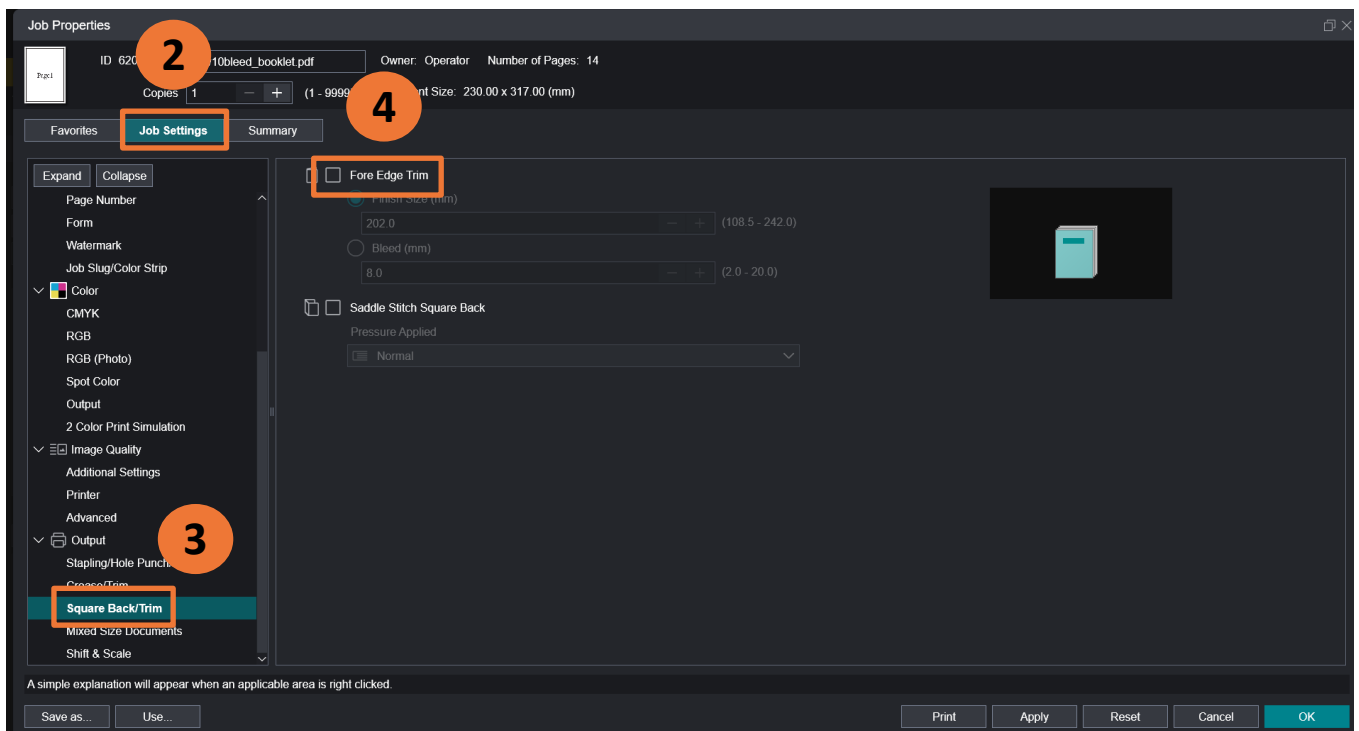 Job Properties
2
ID 620 10bleed_booklet.pdf Owner: Operator Number of Pages: 14
Page1
Copies 1 − + (1 - 9999 Size: 230.00 x 317.00 (mm)
4
Favorites Job Settings Summary
Expand Collapse
Fore Edge Trim
Page Number
Finish Size (mm)
Form
202.0 − + (108.5 - 242.0)
Watermark
Bleed (mm)
Job Slug/Color Strip
8.0 − + (2.0 - 20.0)
Color
Saddle Stitch Square Back
CMYK
Pressure Applied
RGB
Normal
RGB (Photo)
Spot Color
Output
2 Color Print Simulation
Image Quality
Additional Settings
Printer
Advanced
3
Output
Stapling/Hole Punch
Crease/Trim
Square Back/Trim
Mixed Size Documents
Shift & Scale
A simple explanation will appear when an applicable area is right clicked.
Save as... Use... Print Apply Reset Cancel OK